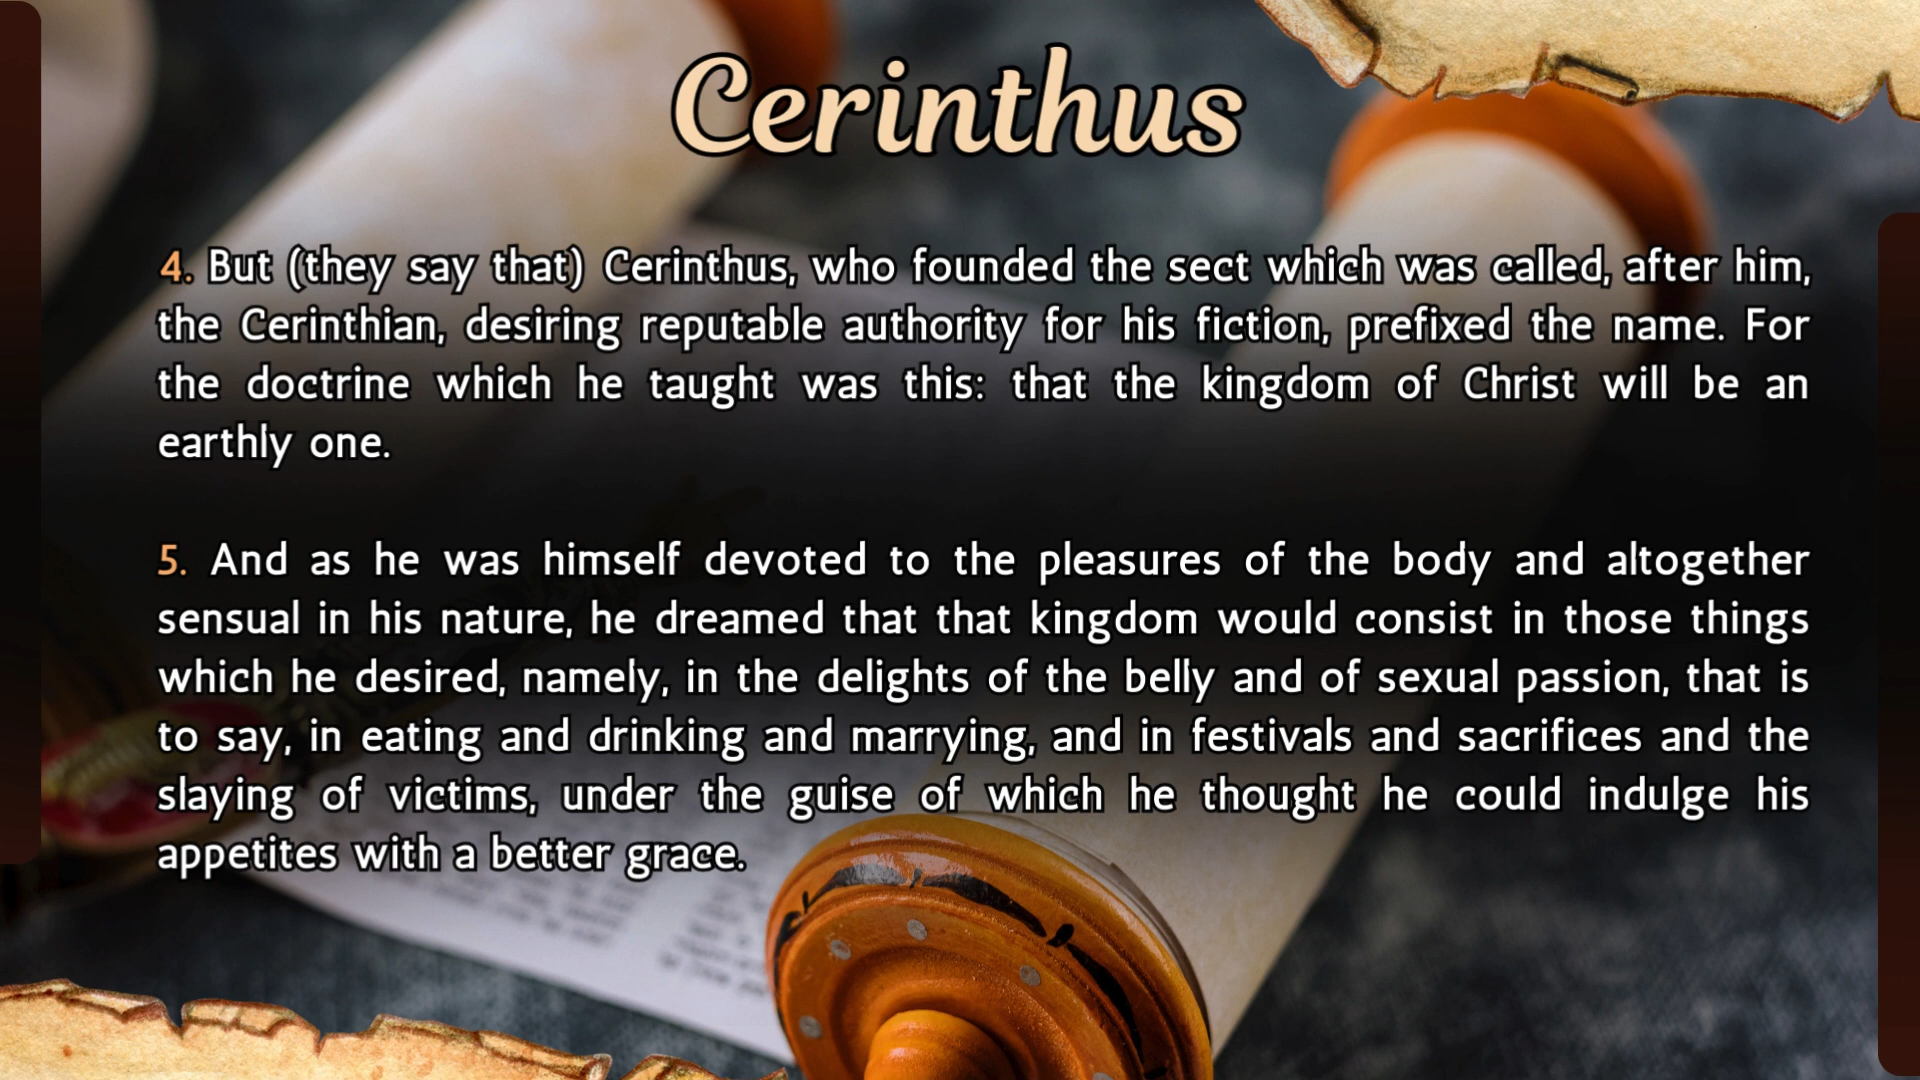 Cerinthus
4. But (they say that) Cerinthus, who founded the sect which was called, after him,
the Cerinthian, desiring reputable authority for his fiction, prefixed the name. For
the doctrine which he taught was this: that the kingdom of Christ will be an
earthly one.
5. And as he was himself devoted to the pleasures of the body and altogether
sensual in his nature, he dreamed that that kingdom would consist in those things
which he desired, namely, in the delights of the belly and of sexual passion, that is
to say, in eating and drinking and marrying, and in festivals and sacrifices and the
slaying of victims, under the guise of which he thought he could indulge his
appetites with a better grace.